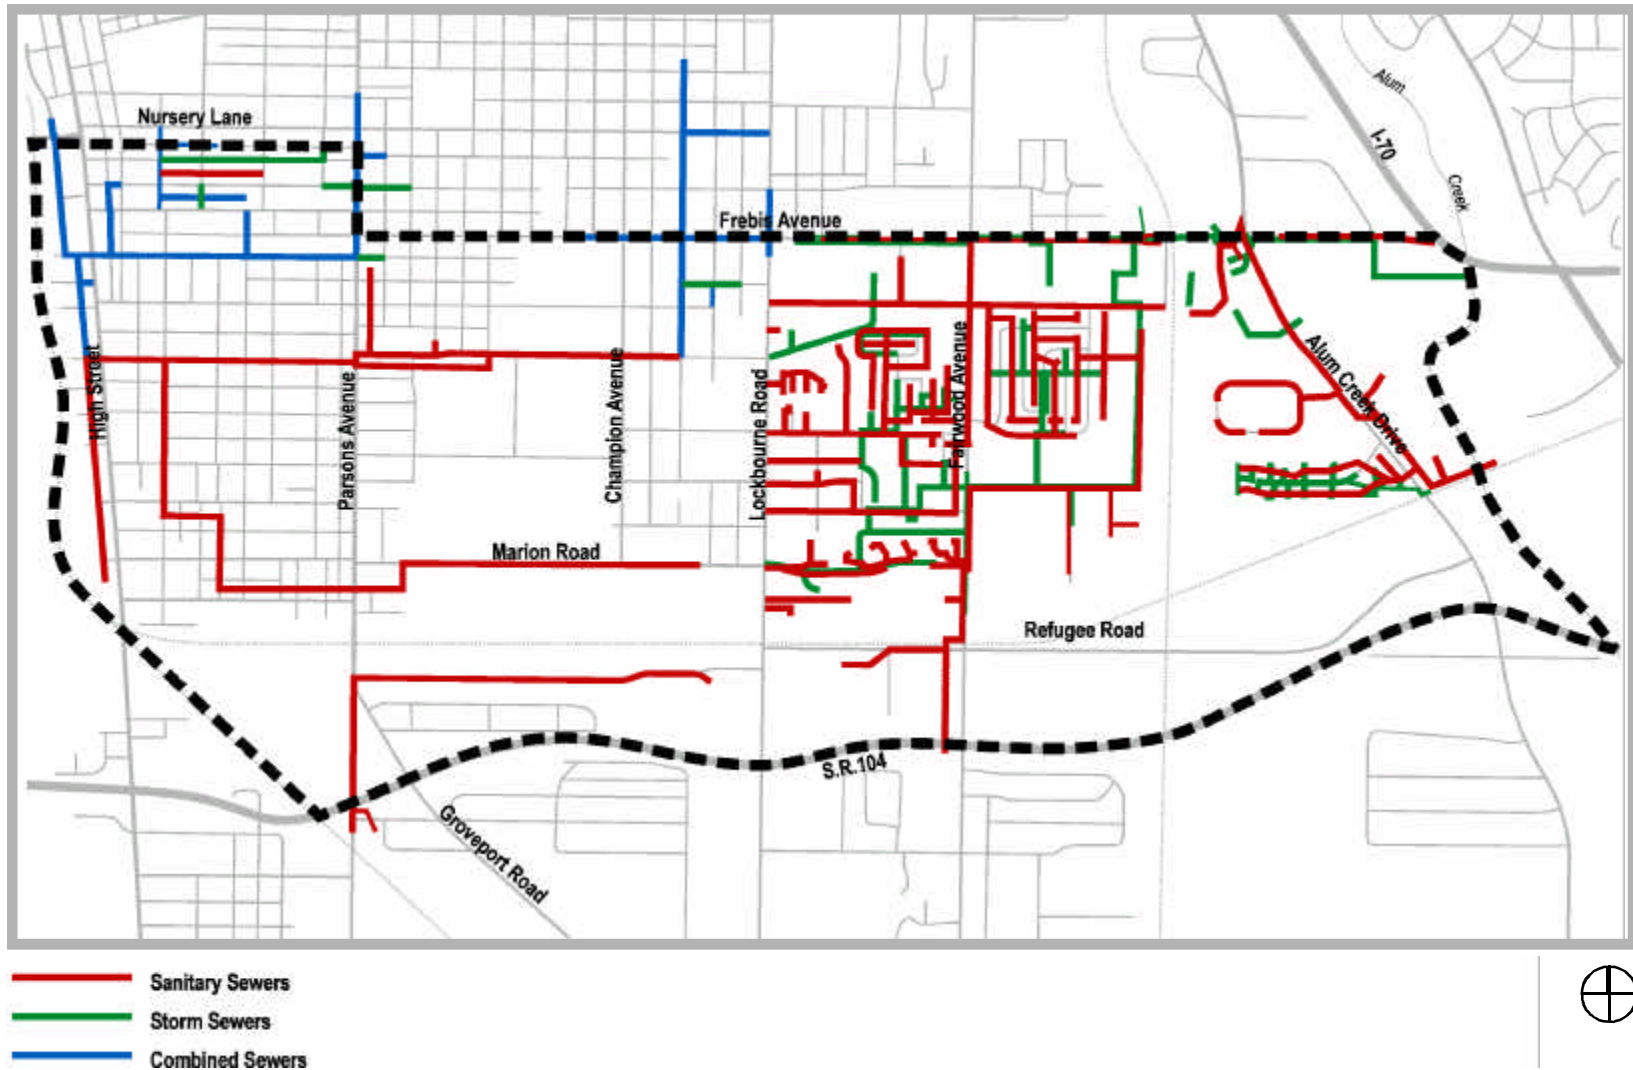 Nursery Lane
Alum
I-70
Creek
Frebis Avenue
High Street
Parsons Avenue
Champion Avenue
Lockbourne Road
Fairwood Avenue
Alum Creek Drive
Marion Road
Refugee Road
S.R.104
Groveport Road
Sanitary Sewers
Storm Sewers
Combined Sewers